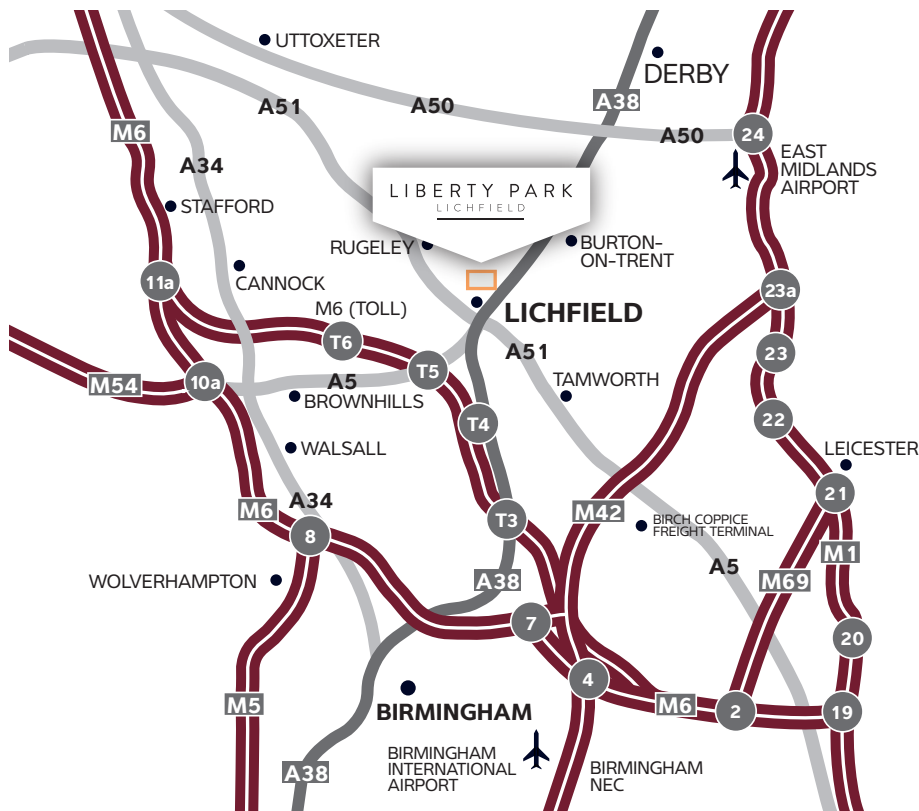 UTTOXETER
DERBY
A51
A50
A38
M6
A50
24
A34
EAST
MIDLANDS
AIRPORT
LIBERTY PARK
LICHFIELD
STAFFORD
RUGELEY
BURTON-
ON-TRENT
CANNOCK
11a
23a
M6 (TOLL)
LICHFIELD
T6
A51
23
T5
10a
A5
M54
TAMWORTH
BROWNHILLS
22
T4
WALSALL
LEICESTER
21
A34
M6
M42
T3
BIRCH COPPICE
FREIGHT TERMINAL
8
M1
A5
WOLVERHAMPTON
A38
M69
7
20
4
M5
M6
2
19
BIRMINGHAM
BIRMINGHAM
INTERNATIONAL
AIRPORT
BIRMINGHAM
NEC
A38